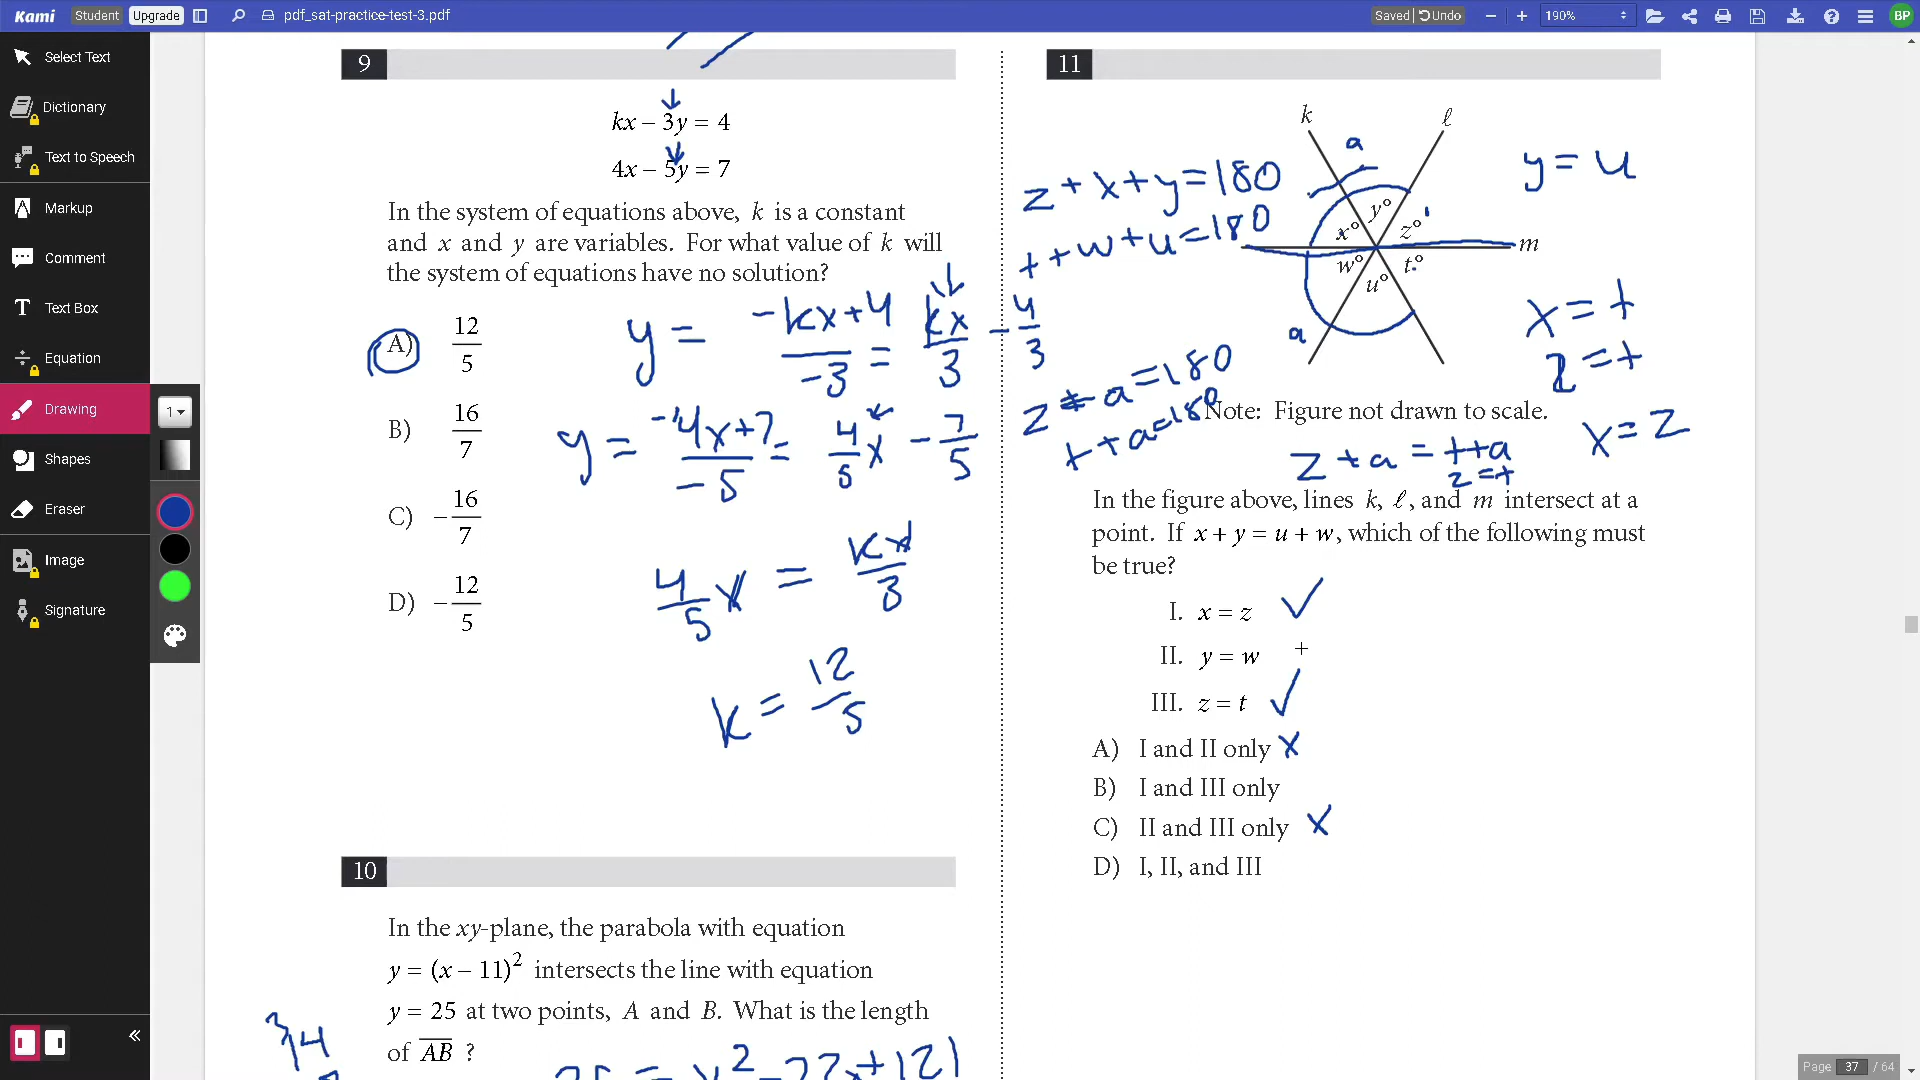 Kami Student Upgrade pdf_sat-practice-test-3.pdf Saved Undo 190% BP
Select Text
Dictionary
Text to Speech
Markup
Comment
Text Box
Equation
Drawing
Shapes
Eraser
Image
Signature
1
9
kx – 3y = 4
4x – 5y = 7
In the system of equations above, k is a constant
and x and y are variables. For what value of k will
the system of equations have no solution?
A) 12/5
B) 16/7
C) –16/7
D) –12/5
y = -kx+4/-3 = kx/3 - 4/3
y = -4x+7/-5 = 4/5x - 7/5
4/5x = kx/3
k = 12/5
10
In the xy-plane, the parabola with equation
y = (x – 11)² intersects the line with equation
y = 25 at two points, A and B. What is the length
of AB ?
11
k
ℓ
a
z+x+y=180
t+w+u=180
y = u
y°
x° z°
m
w° t°
u°
a
x = t
z = t
x = z
z+a=180
t+a=180
Note: Figure not drawn to scale.
z+a = t+a
z=t
In the figure above, lines k, ℓ, and m intersect at a
point. If x + y = u + w, which of the following must
be true?
I. x = z ✓
II. y = w
III. z = t ✓
A) I and II only x
B) I and III only
C) II and III only x
D) I, II, and III
Page 37 / 64